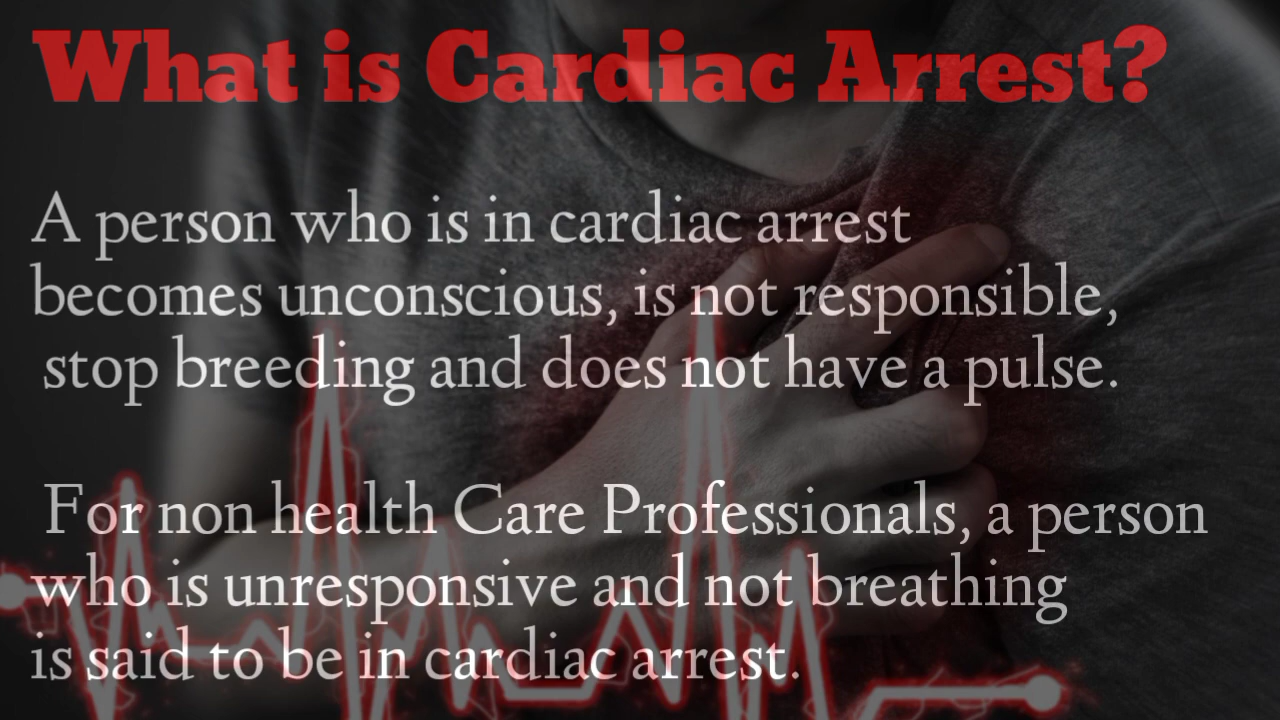 What is Cardiac Arrest?
A person who is in cardiac arrest
becomes unconscious, is not responsible,
stop breeding and does not have a pulse.
For non health Care Professionals, a person
who is unresponsive and not breathing
is said to be in cardiac arrest.